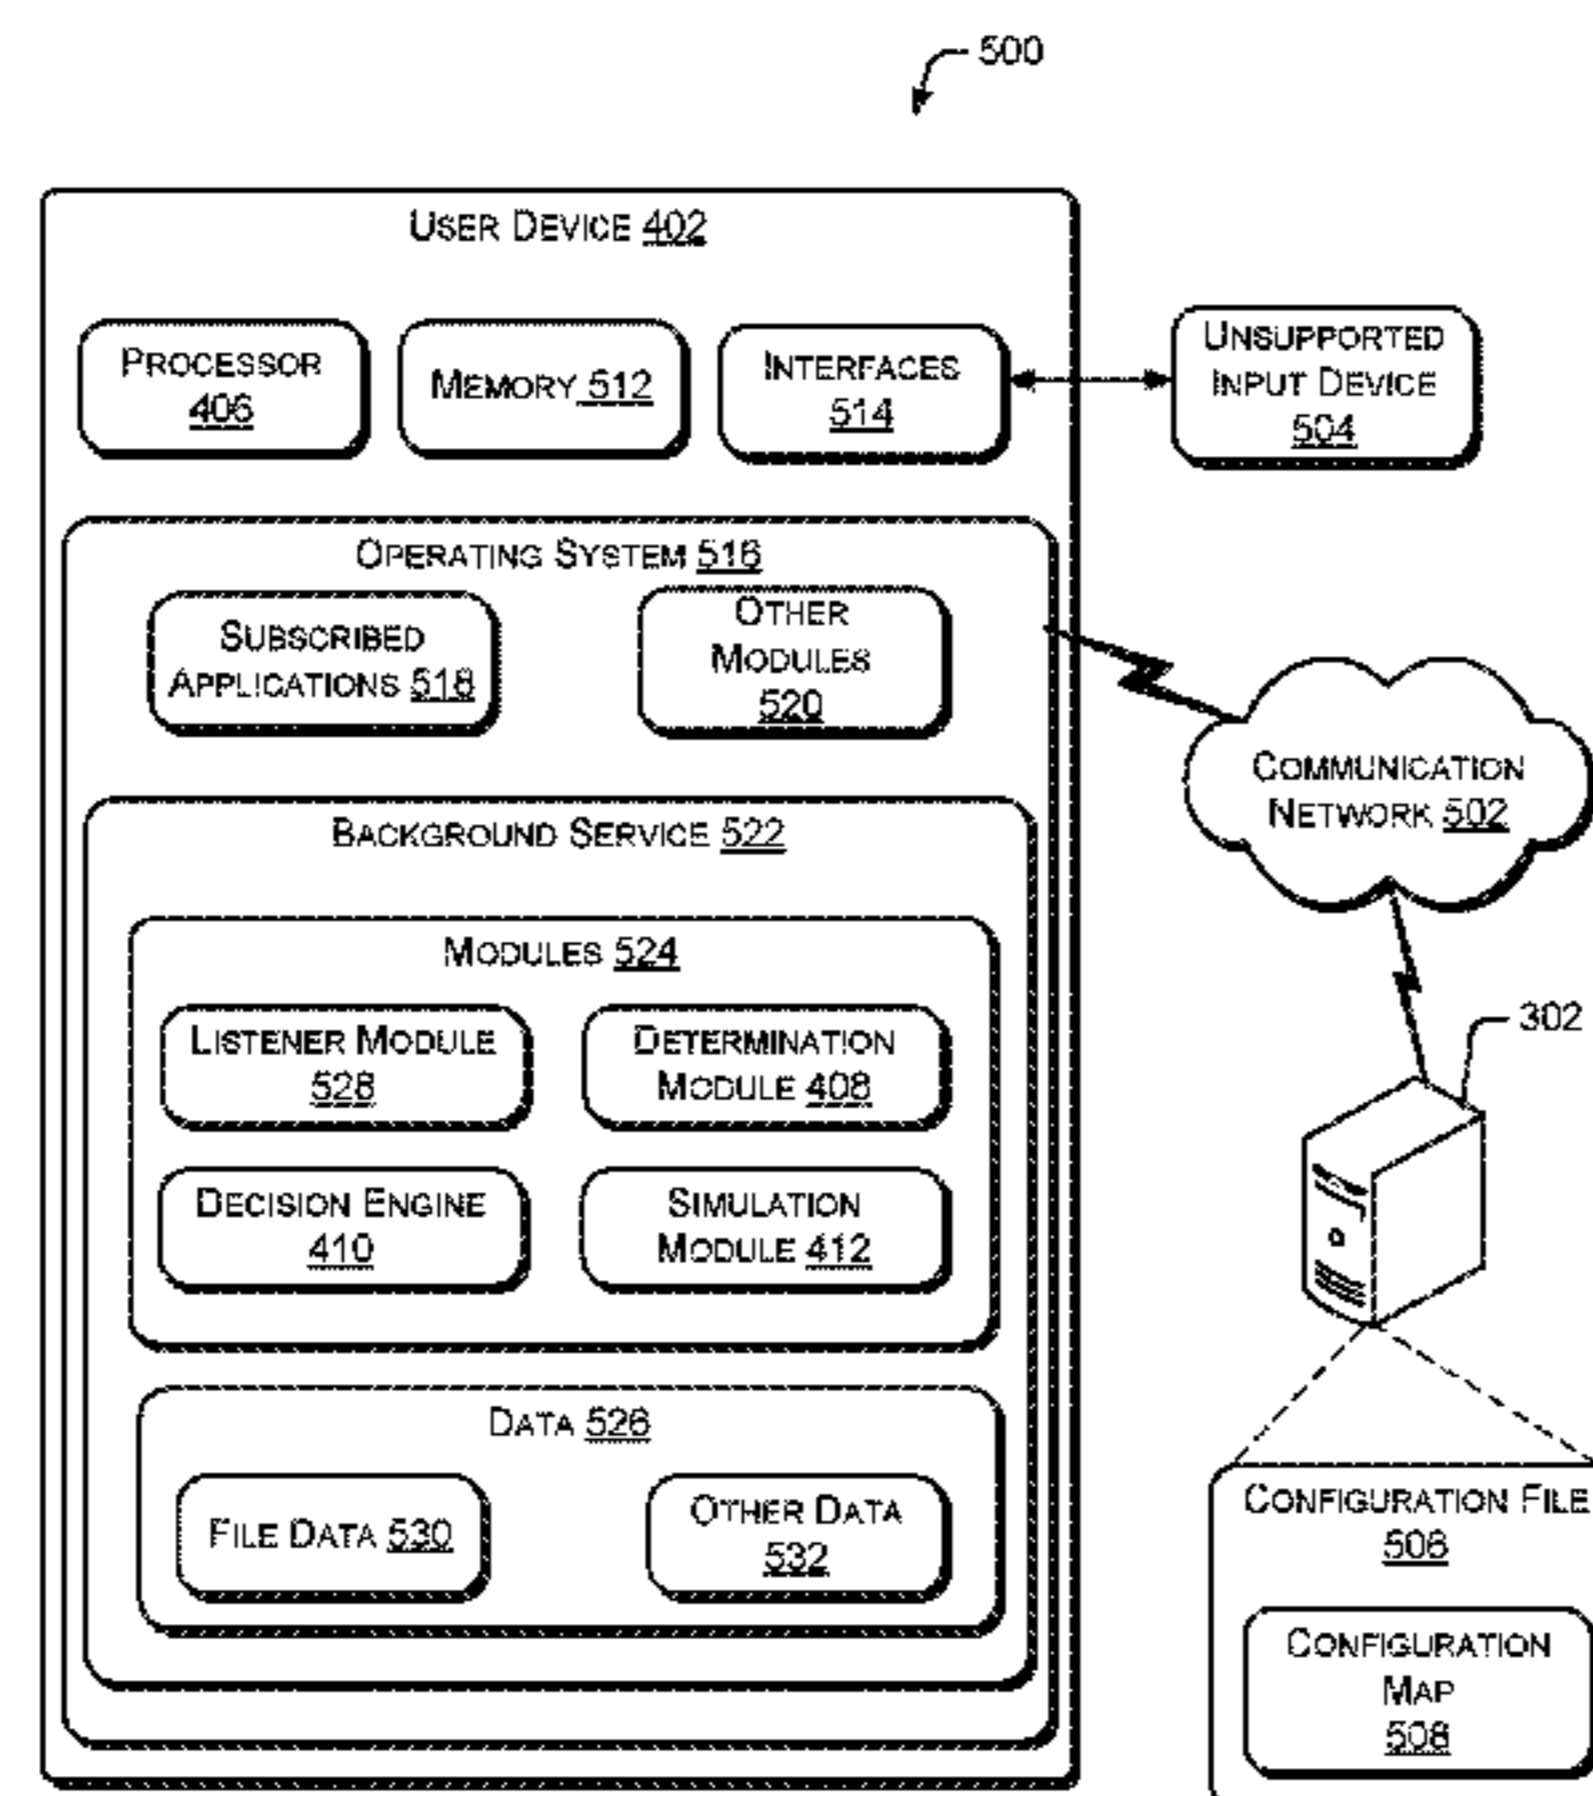 500
USER DEVICE 402
PROCESSOR
406
MEMORY 512
INTERFACES
514
UNSUPPORTED
INPUT DEVICE
504
OPERATING SYSTEM 516
SUBSCRIBED
APPLICATIONS 518
OTHER
MODULES
520
COMMUNICATION
NETWORK 502
BACKGROUND SERVICE 522
MODULES 524
LISTENER MODULE
528
DETERMINATION
MODULE 408
DECISION ENGINE
410
SIMULATION
MODULE 412
302
DATA 526
FILE DATA 530
OTHER DATA
532
CONFIGURATION FILE
506
CONFIGURATION
MAP
508